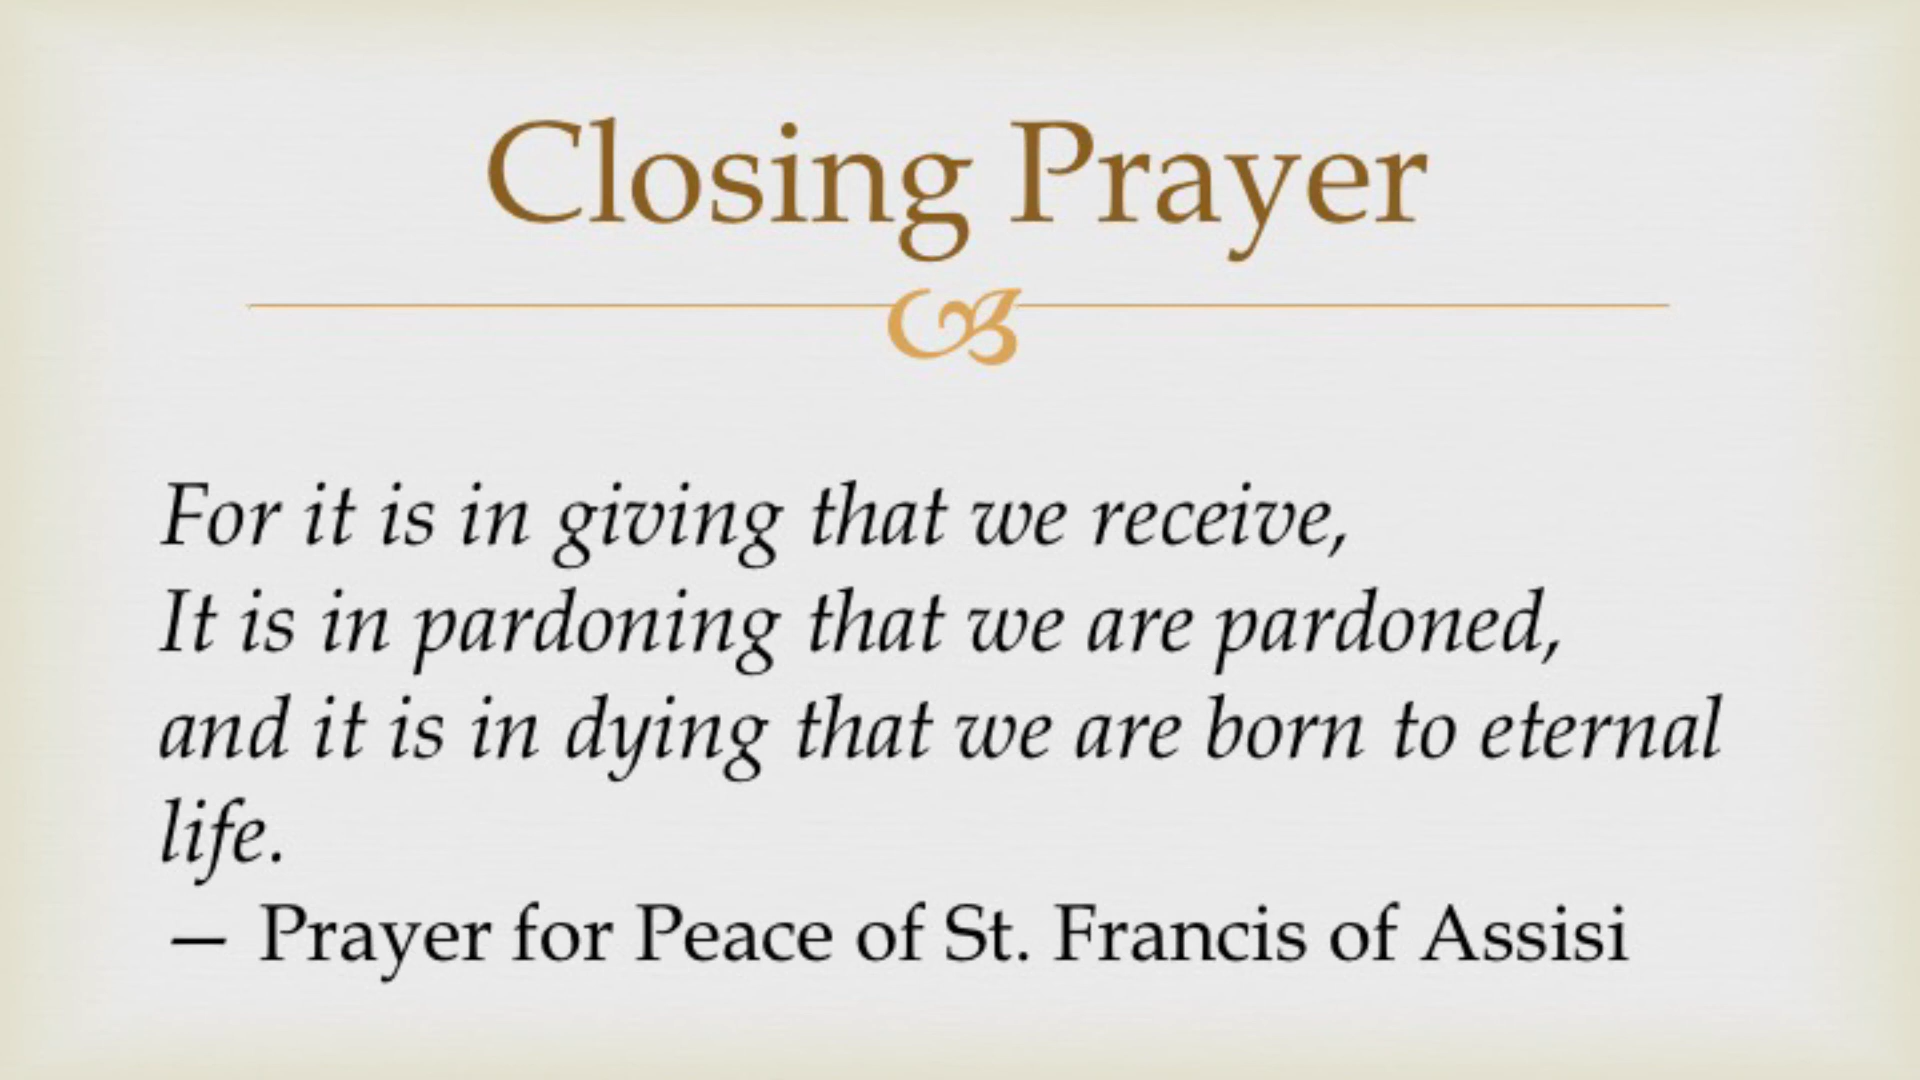 Closing Prayer
For it is in giving that we receive,
It is in pardoning that we are pardoned,
and it is in dying that we are born to eternal
life.
— Prayer for Peace of St. Francis of Assisi